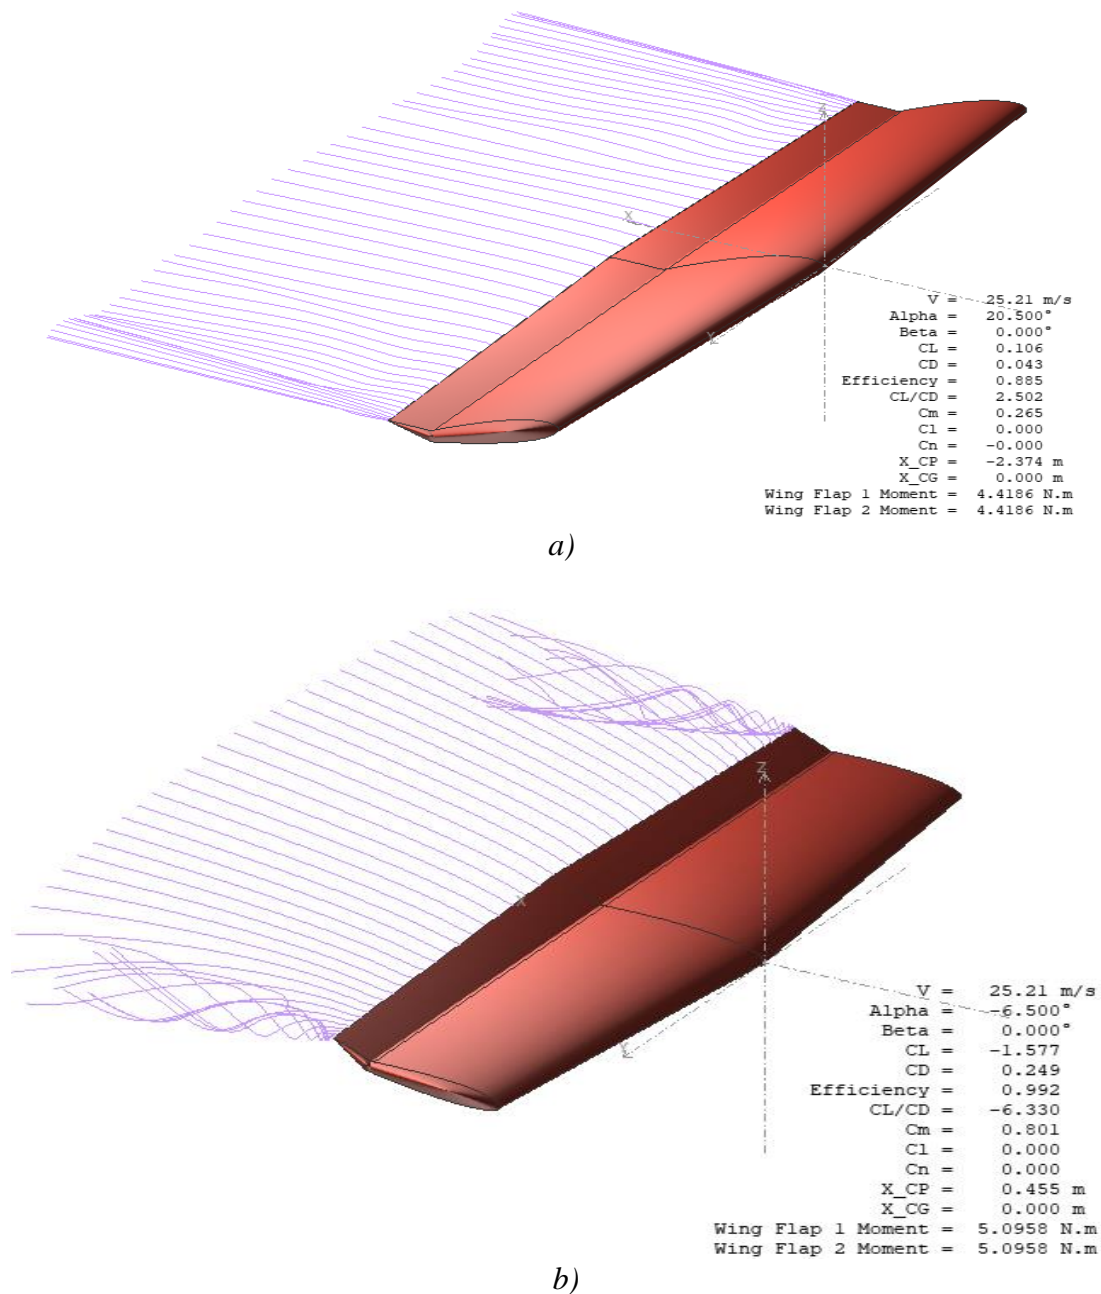 Z
X
Y
V = 25.21 m/s
Alpha = 20.500°
Beta = 0.000°
CL = 0.106
CD = 0.043
Efficiency = 0.885
CL/CD = 2.502
Cm = 0.265
Cl = 0.000
Cn = -0.000
X_CP = -2.374 m
X_CG = 0.000 m
Wing Flap 1 Moment = 4.4186 N.m
Wing Flap 2 Moment = 4.4186 N.m
a)
Z
X
Y
V = 25.21 m/s
Alpha = -6.500°
Beta = 0.000°
CL = -1.577
CD = 0.249
Efficiency = 0.992
CL/CD = -6.330
Cm = 0.801
Cl = 0.000
Cn = 0.000
X_CP = 0.455 m
X_CG = 0.000 m
Wing Flap 1 Moment = 5.0958 N.m
Wing Flap 2 Moment = 5.0958 N.m
b)